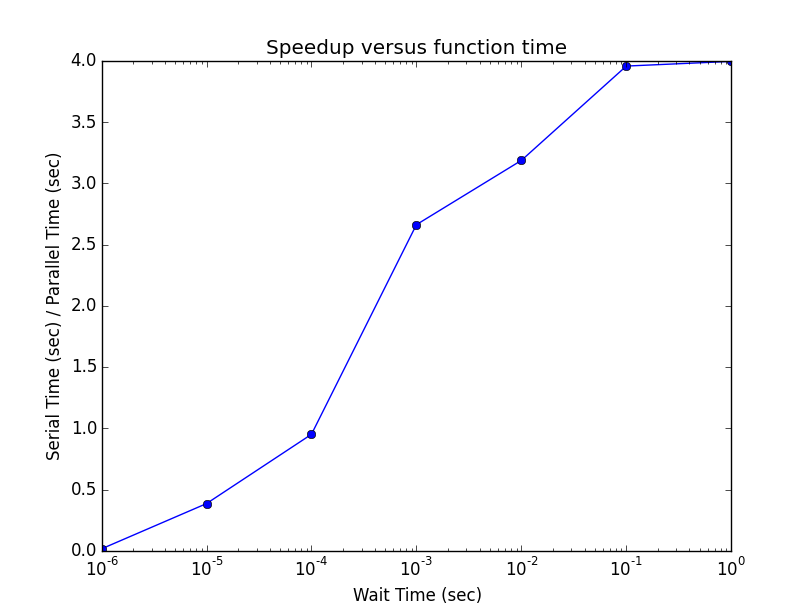 Speedup versus function time
4.0
3.5
3.0
2.5
2.0
1.5
1.0
0.5
0.0
Serial Time (sec) / Parallel Time (sec)
10^-6 10^-5 10^-4 10^-3 10^-2 10^-1 10^0
Wait Time (sec)